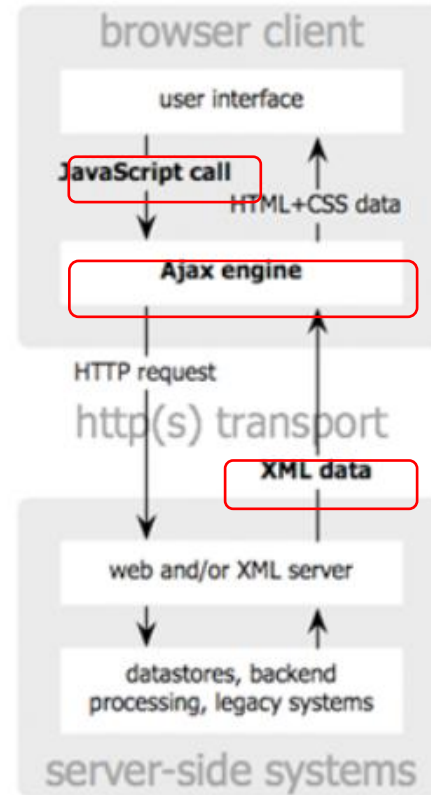 browser client
user interface
JavaScript call
HTML+CSS data
Ajax engine
HTTP request
http(s) transport
XML data
web and/or XML server
datastores, backend
processing, legacy systems
server-side systems